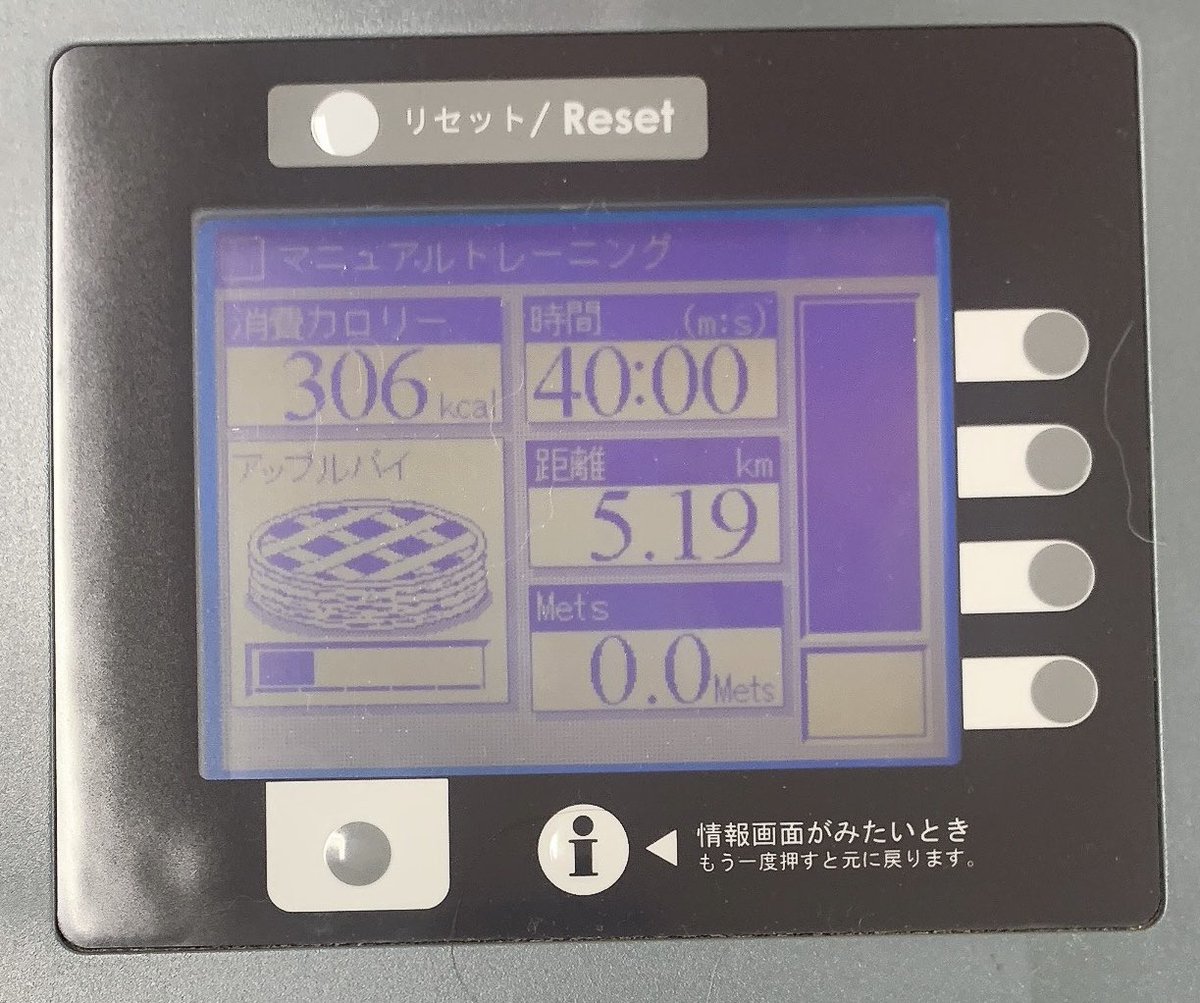 リセット/ Reset
マニュアルトレーニング
消費カロリー
306 kcal
時間 (m:s)
40:00
アップルパイ
距離 km
5.19
Mets
0.0 Mets
i
情報画面がみたいとき
もう一度押すと元に戻ります。